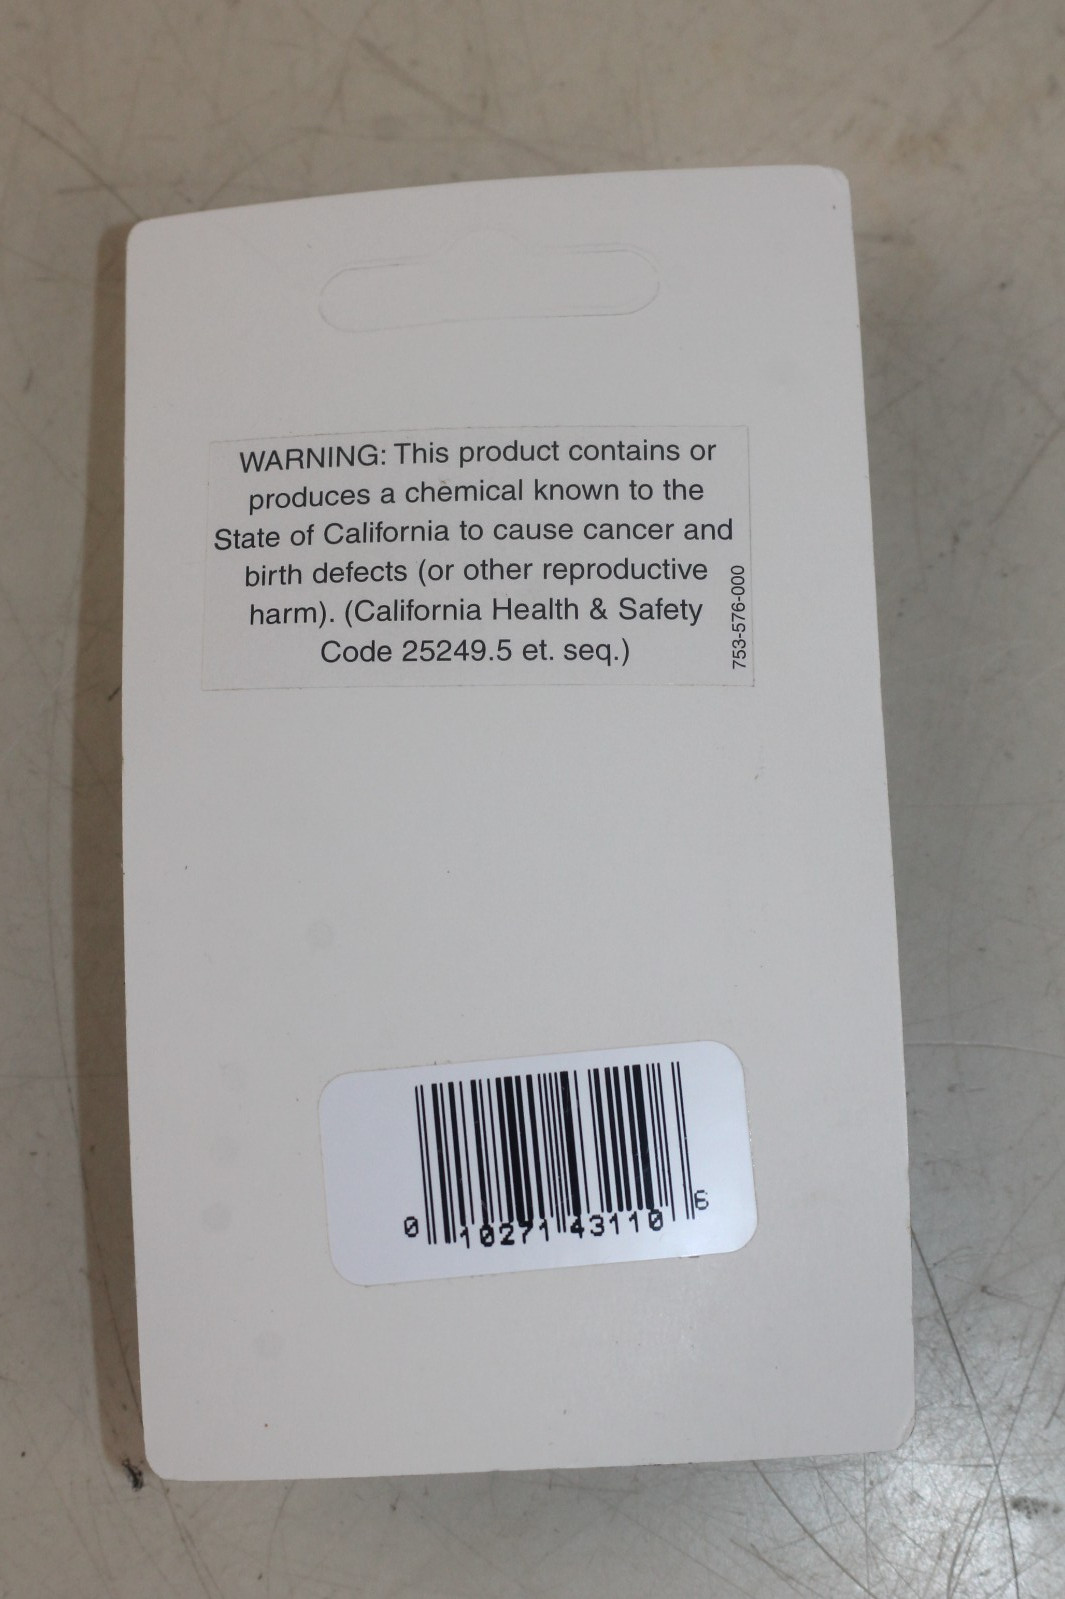 WARNING: This product contains or
produces a chemical known to the
State of California to cause cancer and
birth defects (or other reproductive
harm). (California Health & Safety
Code 25249.5 et. seq.)
753-576-000
0 10271 43110 6